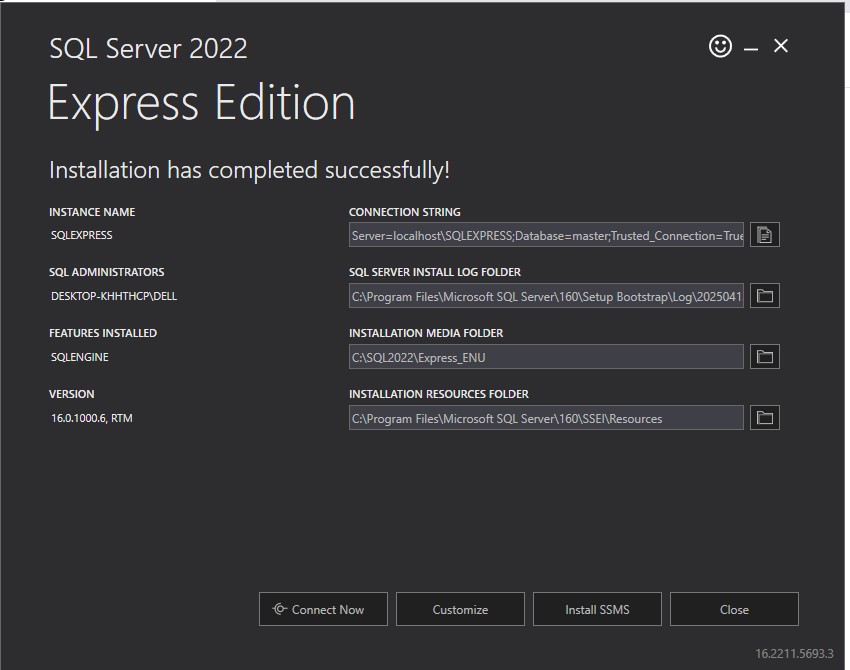 SQL Server 2022
Express Edition
Installation has completed successfully!
INSTANCE NAME
SQLEXPRESS
CONNECTION STRING
Server=localhost\SQLEXPRESS;Database=master;Trusted_Connection=True
SQL ADMINISTRATORS
DESKTOP-KHHTHCP\DELL
SQL SERVER INSTALL LOG FOLDER
C:\Program Files\Microsoft SQL Server\160\Setup Bootstrap\Log\2025041
FEATURES INSTALLED
SQLENGINE
INSTALLATION MEDIA FOLDER
C:\SQL2022\Express_ENU
VERSION
16.0.1000.6, RTM
INSTALLATION RESOURCES FOLDER
C:\Program Files\Microsoft SQL Server\160\SSEI\Resources
Connect Now
Customize
Install SSMS
Close
16.2211.5693.3